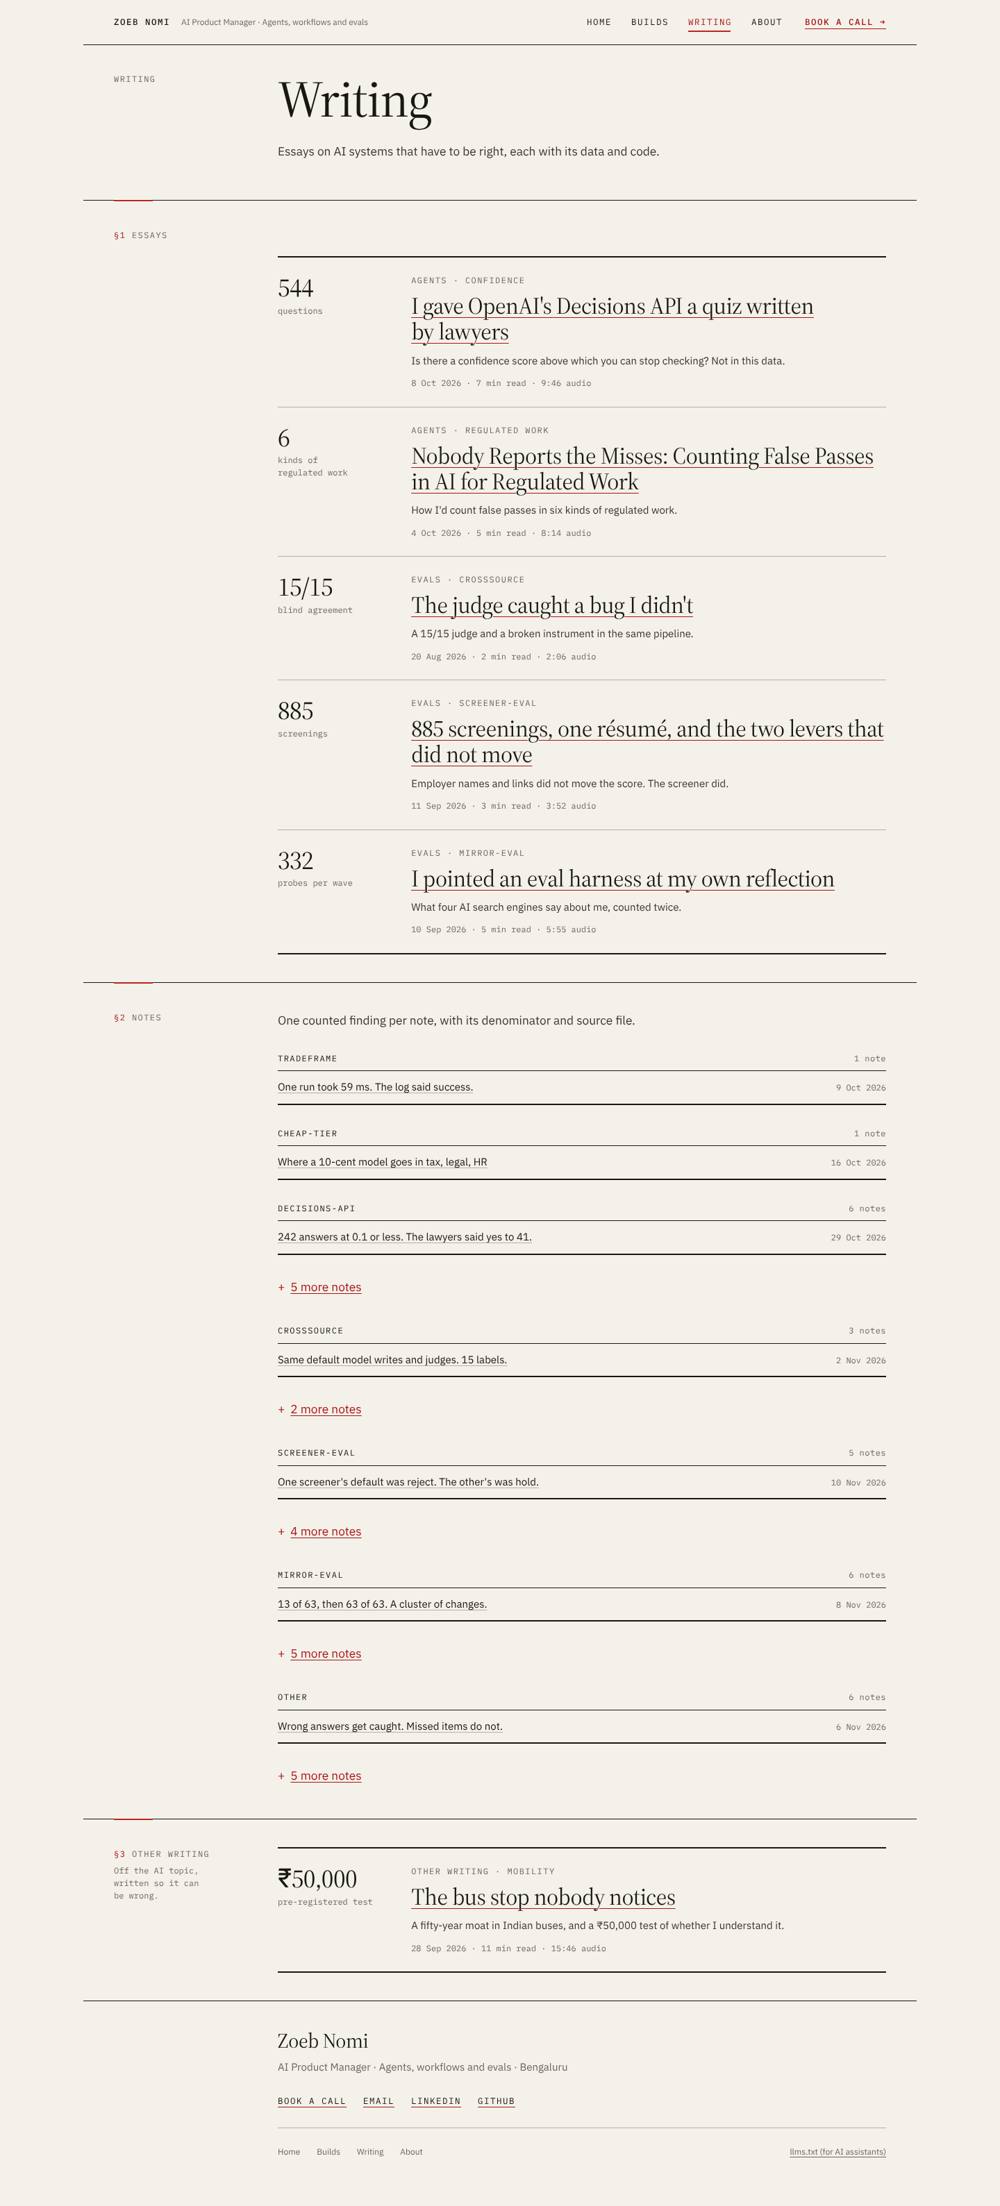 ZOEB NOMI AI Product Manager · Agents, workflows and evals HOME BUILDS WRITING ABOUT BOOK A CALL →
WRITING
Writing
Essays on AI systems that have to be right, each with its data and code.
§1 ESSAYS
544
questions
AGENTS · CONFIDENCE
I gave OpenAI's Decisions API a quiz written
by lawyers
Is there a confidence score above which you can stop checking? Not in this data.
8 Oct 2026 · 7 min read · 9:46 audio
6
kinds of
regulated work
AGENTS · REGULATED WORK
Nobody Reports the Misses: Counting False Passes
in AI for Regulated Work
How I'd count false passes in six kinds of regulated work.
4 Oct 2026 · 5 min read · 8:14 audio
15/15
blind agreement
EVALS · CROSSSOURCE
The judge caught a bug I didn't
A 15/15 judge and a broken instrument in the same pipeline.
20 Aug 2026 · 2 min read · 2:06 audio
885
screenings
EVALS · SCREENER-EVAL
885 screenings, one résumé, and the two levers that
did not move
Employer names and links did not move the score. The screener did.
11 Sep 2026 · 3 min read · 3:52 audio
332
probes per wave
EVALS · MIRROR-EVAL
I pointed an eval harness at my own reflection
What four AI search engines say about me, counted twice.
10 Sep 2026 · 5 min read · 5:55 audio
§2 NOTES
One counted finding per note, with its denominator and source file.
TRADEFRAME 1 note
One run took 59 ms. The log said success. 9 Oct 2026
CHEAP-TIER 1 note
Where a 10-cent model goes in tax, legal, HR 16 Oct 2026
DECISIONS-API 6 notes
242 answers at 0.1 or less. The lawyers said yes to 41. 29 Oct 2026
+ 5 more notes
CROSSSOURCE 3 notes
Same default model writes and judges. 15 labels. 2 Nov 2026
+ 2 more notes
SCREENER-EVAL 5 notes
One screener's default was reject. The other's was hold. 10 Nov 2026
+ 4 more notes
MIRROR-EVAL 6 notes
13 of 63, then 63 of 63. A cluster of changes. 8 Nov 2026
+ 5 more notes
OTHER 6 notes
Wrong answers get caught. Missed items do not. 6 Nov 2026
+ 5 more notes
§3 OTHER WRITING
Off the AI topic,
written so it can
be wrong.
₹50,000
pre-registered test
OTHER WRITING · MOBILITY
The bus stop nobody notices
A fifty-year moat in Indian buses, and a ₹50,000 test of whether I understand it.
28 Sep 2026 · 11 min read · 15:46 audio
Zoeb Nomi
AI Product Manager · Agents, workflows and evals · Bengaluru
BOOK A CALL EMAIL LINKEDIN GITHUB
Home Builds Writing About llms.txt (for AI assistants)